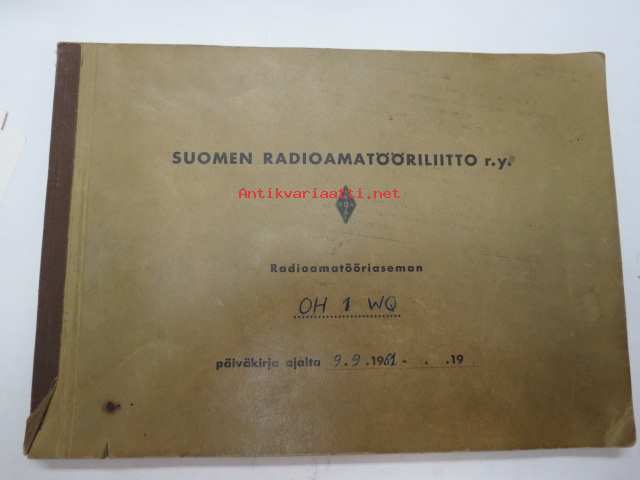 SUOMEN RADIOAMATÖÖRILIITTO r.y.
Antikvariaatti.net
Radioamatööriaseman
OH 1 WQ
päiväkirja ajalta 9.9.1961 - . . .19